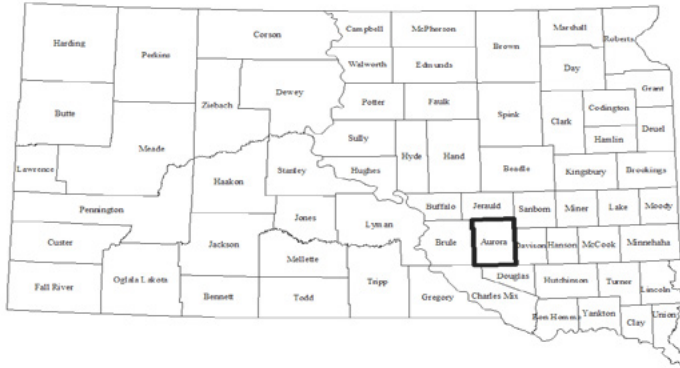 Harding
Perkins
Corson
Campbell
McPherson
Brown
Marshall
Roberts
Walworth
Edmunds
Day
Butte
Ziebach
Dewey
Potter
Faulk
Spink
Clark
Codington
Grant
Hamlin
Deuel
Lawrence
Meade
Haakon
Stanley
Sully
Hughes
Hyde
Hand
Beadle
Kingsbury
Brookings
Pennington
Jones
Lyman
Buffalo
Jerauld
Sanborn
Miner
Lake
Moody
Custer
Jackson
Mellette
Brule
Aurora
Davison
Hanson
McCook
Minnehaha
Fall River
Oglala Lakota
Bennett
Todd
Tripp
Gregory
Charles Mix
Douglas
Hutchinson
Turner
Lincoln
Bon Homme
Yankton
Clay
Union